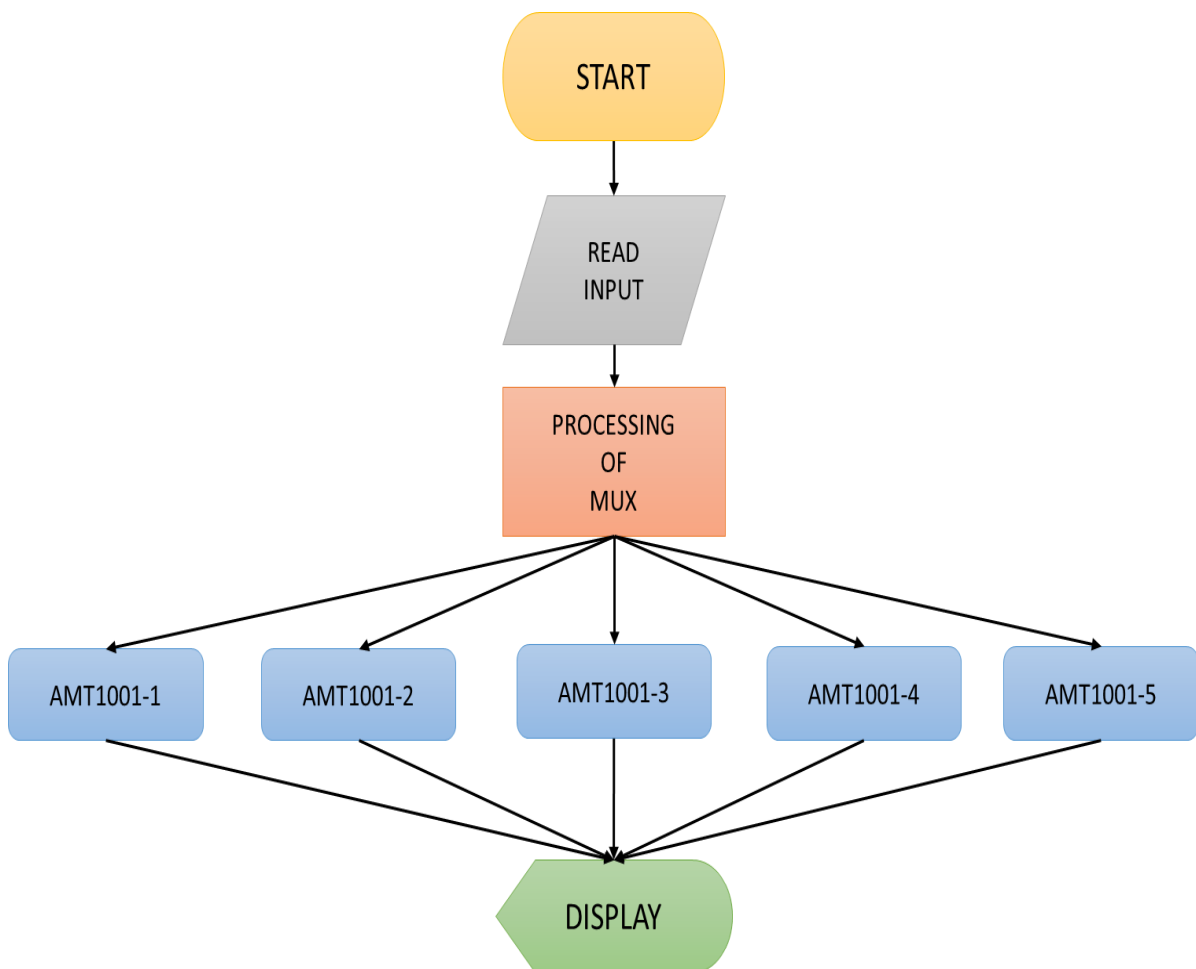 START
READ
INPUT
PROCESSING
OF
MUX
AMT1001-1
AMT1001-2
AMT1001-3
AMT1001-4
AMT1001-5
DISPLAY